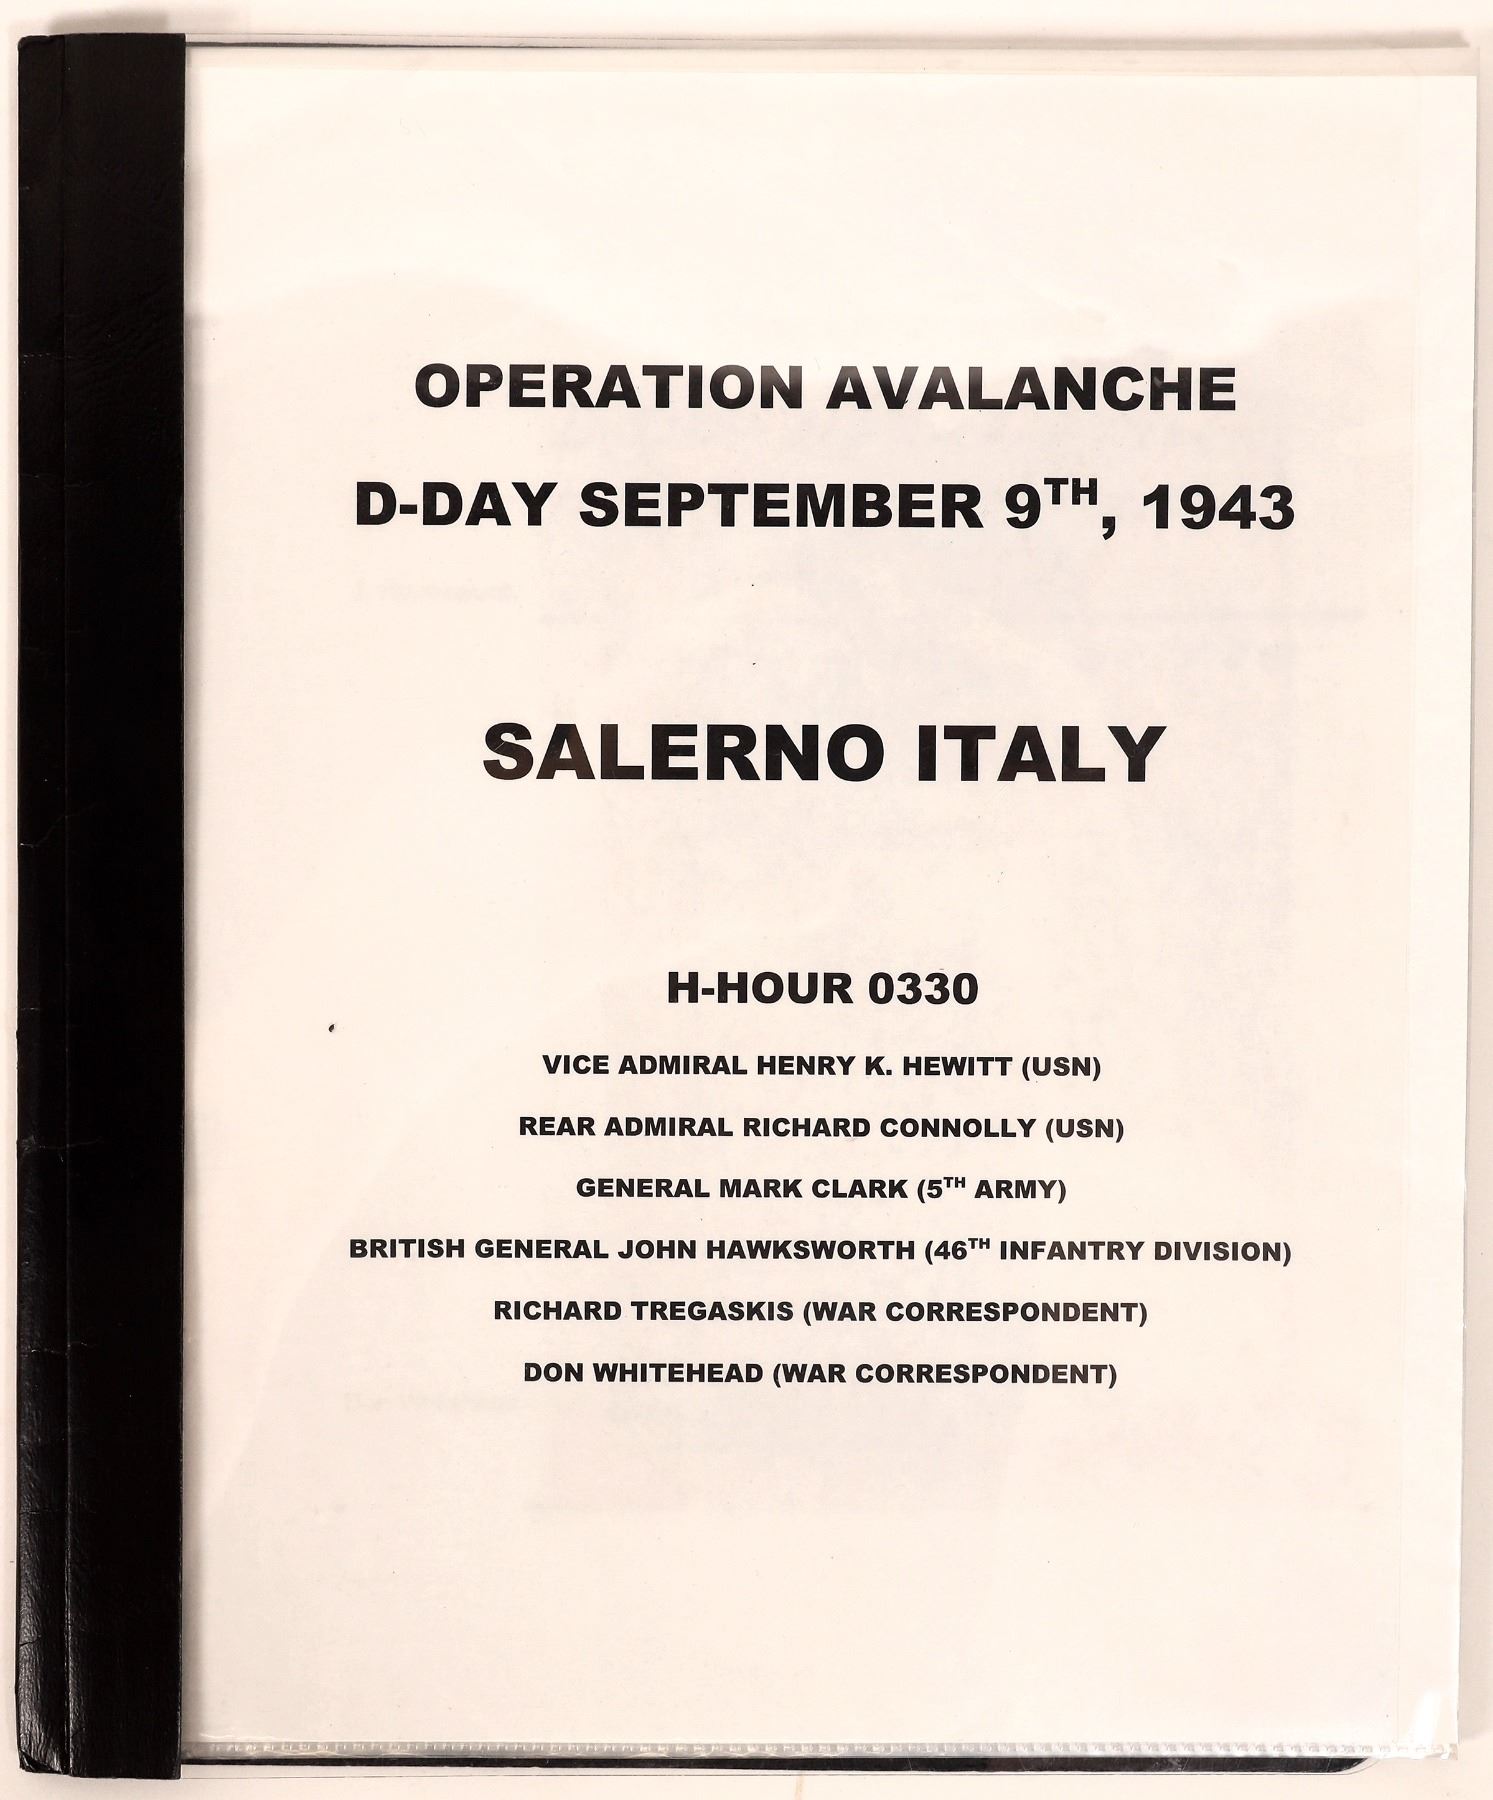 OPERATION AVALANCHE
D-DAY SEPTEMBER 9TH, 1943
SALERNO ITALY
H-HOUR 0330
VICE ADMIRAL HENRY K. HEWITT (USN)
REAR ADMIRAL RICHARD CONNOLLY (USN)
GENERAL MARK CLARK (5TH ARMY)
BRITISH GENERAL JOHN HAWKSWORTH (46TH INFANTRY DIVISION)
RICHARD TREGASKIS (WAR CORRESPONDENT)
DON WHITEHEAD (WAR CORRESPONDENT)